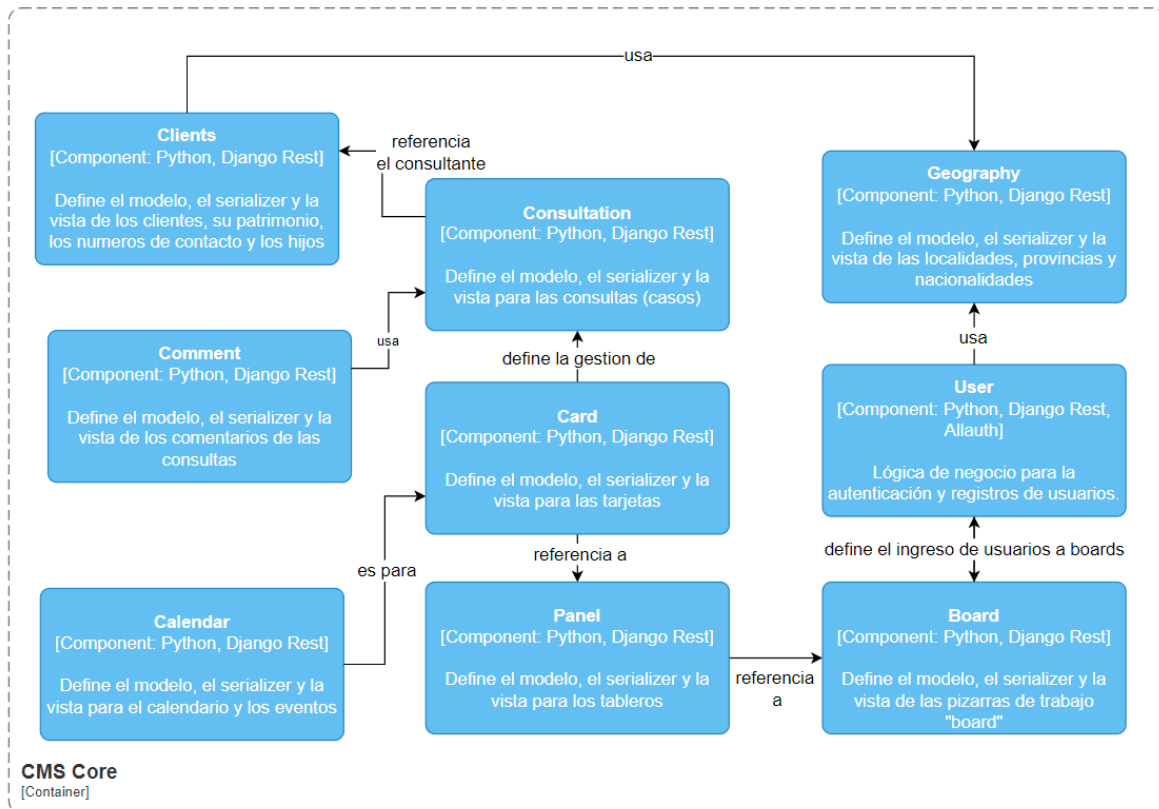 usa
Clients
[Component: Python, Django Rest]
Define el modelo, el serializer y la
vista de los clientes, su patrimonio,
los numeros de contacto y los hijos
referencia
el consultante
Consultation
[Component: Python, Django Rest]
Define el modelo, el serializer y la
vista para las consultas (casos)
Geography
[Component: Python, Django Rest]
Define el modelo, el serializer y la
vista de las localidades, provincias y
nacionalidades
usa
Comment
[Component: Python, Django Rest]
Define el modelo, el serializer y la
vista de los comentarios de las
consultas
define la gestion de
usa
Card
[Component: Python, Django Rest]
Define el modelo, el serializer y la
vista para las tarjetas
User
[Component: Python, Django Rest,
Allauth]
Lógica de negocio para la
autenticación y registros de usuarios.
es para
referencia a
define el ingreso de usuarios a boards
Calendar
[Component: Python, Django Rest]
Define el modelo, el serializer y la
vista para el calendario y los eventos
Panel
[Component: Python, Django Rest]
Define el modelo, el serializer y la
vista para los tableros
referencia
a
Board
[Component: Python, Django Rest]
Define el modelo, el serializer y la
vista de las pizarras de trabajo
"board"
CMS Core
[Container]